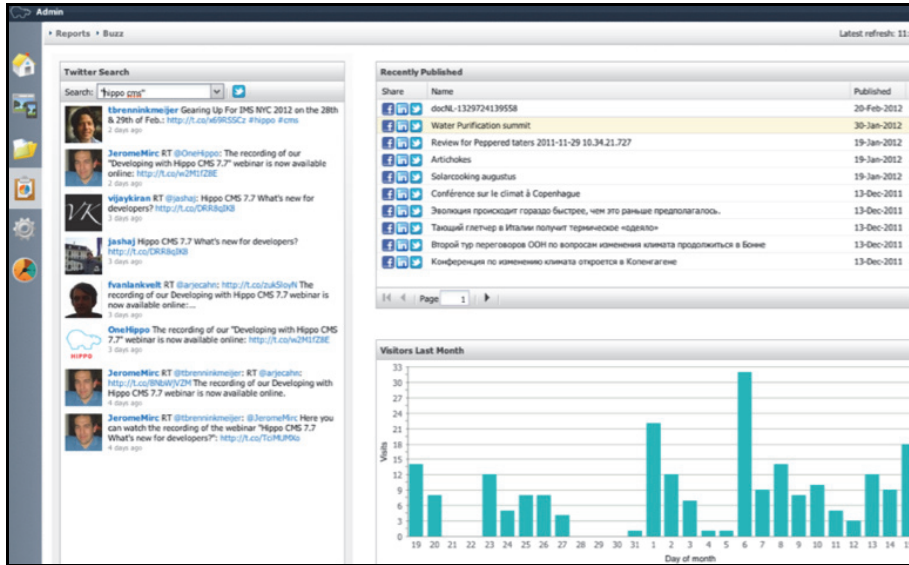 Admin
Reports Buzz
Latest refresh: 11:
Twitter Search
Search: "hippo cms"
tbrenninkmeijer Gearing Up For IMS NYC 2012 on the 28th
& 29th of Feb.: http://t.co/x69RSSCz #hippo #cms
2 days ago
JeromeMirc RT @OneHippo: The recording of our
"Developing with Hippo CMS 7.7" webinar is now available
online: http://t.co/w2M1fZ8E
2 days ago
VK
vijaykiran RT @jashaj: Hippo CMS 7.7 What's new for
developers? http://t.co/DRR8qJX8
3 days ago
jashaj Hippo CMS 7.7 What's new for developers?
http://t.co/DRR8qJX8
3 days ago
fvanlankvelt RT @arjecahn: http://t.co/zuk5loyN The
recording of our Developing with Hippo CMS 7.7 webinar is
now available online:...
3 days ago
HIPPO
OneHippo The recording of our "Developing with Hippo CMS
7.7" webinar is now available online: http://t.co/w2M1fZ8E
3 days ago
JeromeMirc RT @tbrenninkmeijer: RT @arjecahn:
http://t.co/8NbWjVZM The recording of our Developing with
Hippo CMS 7.7 webinar is now available online.
4 days ago
JeromeMirc RT @tbrenninkmeijer: @JeromeMirc Here you
can watch the recording of the webinar "Hippo CMS 7.7
What's new for developers?": http://t.co/TciMUMXo
4 days ago
Recently Published
Share Name Published
docNL-1329724139558 20-Feb-2012
Water Purification summit 30-Jan-2012
Review for Peppered taters 2011-11-29 10.34.21.727 19-Jan-2012
Artichokes 19-Jan-2012
Solarcooking augustus 19-Jan-2012
Conférence sur le climat à Copenhague 13-Dec-2011
Эволюция происходит гораздо быстрее, чем это раньше предполагалось. 13-Dec-2011
Тающий глетчер в Италии получит термическое «одеяло» 13-Dec-2011
Второй тур переговоров ООН по вопросам изменения климата продолжиться в Бонне 13-Dec-2011
Конференция по изменению климата откроется в Копенгагене 13-Dec-2011
Page 1
Visitors Last Month
33
30
27
24
21
18
15
12
9
6
3
0
Visits
19 20 21 22 23 24 25 26 27 28 29 30 31 1 2 3 4 5 6 7 8 9 10 11 12 13 14 1
Day of month